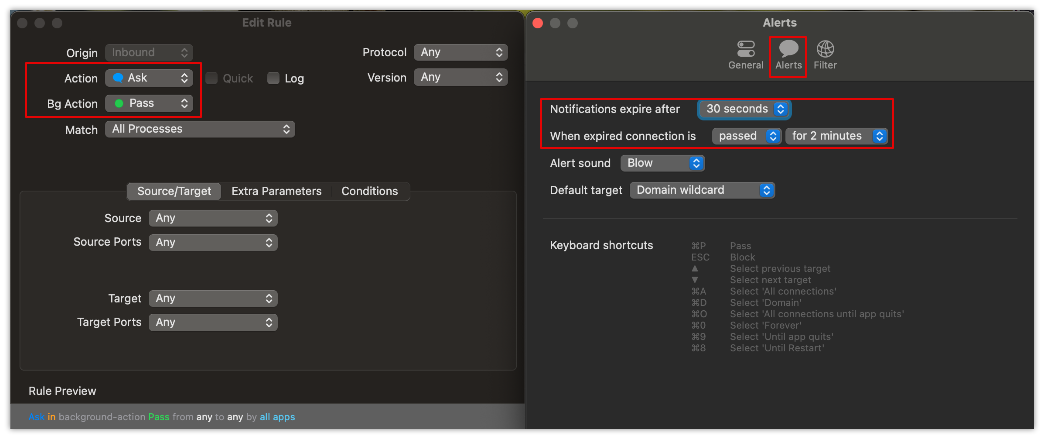 Edit Rule
Origin Inbound Protocol Any
Action Ask Quick Log Version Any
Bg Action Pass
Match All Processes
Source/Target Extra Parameters Conditions
Source Any
Source Ports Any
Target Any
Target Ports Any
Rule Preview
Ask in background-action Pass from any to any by all apps
Alerts
General Alerts Filter
Notifications expire after 30 seconds
When expired connection is passed for 2 minutes
Alert sound Blow
Default target Domain wildcard
Keyboard shortcuts ⌘P Pass
ESC Block
▲ Select previous target
▼ Select next target
⌘A Select 'All connections'
⌘D Select 'Domain'
⌘O Select 'All connections until app quits'
⌘0 Select 'Forever'
⌘9 Select 'Until app quits'
⌘8 Select 'Until Restart'